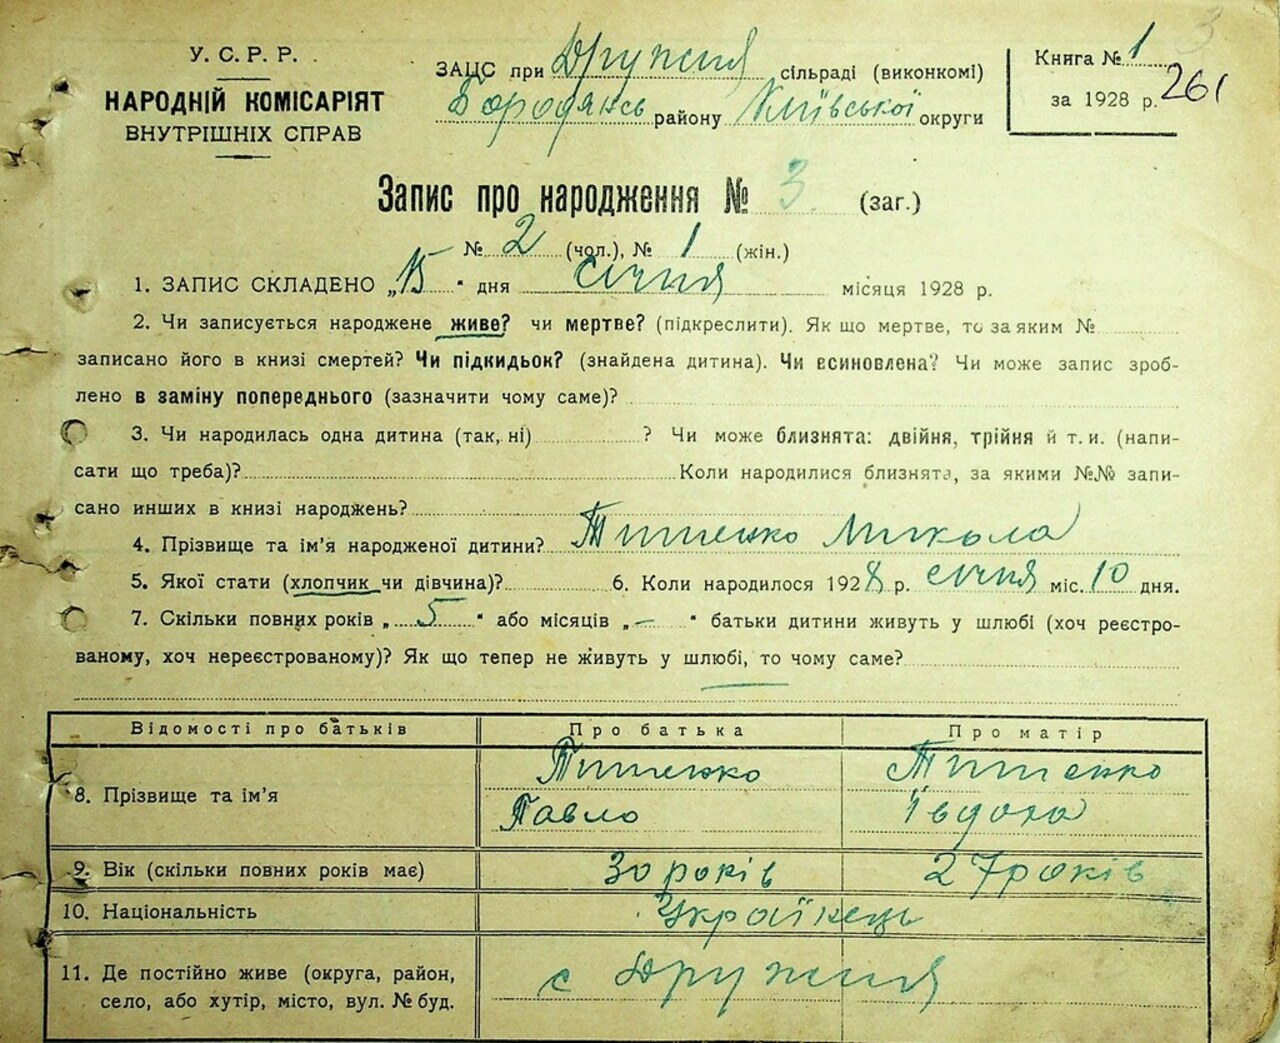 3
У. С. Р. Р.
НАРОДНІЙ КОМІСАРІЯТ
ВНУТРІШНІХ СПРАВ
ЗАЦС при Дружня сільраді (виконкомі)
Бородянсь району Київської округи
Книга № 1
за 1928 р. 261
Запис про народження № 3. (заг.)
№ 2 (чол.), № 1 (жін.)
1. ЗАПИС СКЛАДЕНО „15" дня січня місяця 1928 р.
2. Чи записується народжене живе? чи мертве? (підкреслити). Як що мертве, то за яким №
записано його в книзі смертей? Чи підкидьок? (знайдена дитина). Чи всиновлена? Чи може запис зроб-
лено в заміну попереднього (зазначити чому саме)?
3. Чи народилась одна дитина (так, ні) ? Чи може близнята: двійня, трійня й т. и. (напи-
сати що треба)? Коли народилися близнята, за якими №№ запи-
сано инших в книзі народжень?
4. Прізвище та ім'я народженої дитини? Тищенко Микола
5. Якої стати (хлопчик чи дівчина)? 6. Коли народилося 1928 р. січня міс. 10 дня.
7. Скільки повних років „ 5 " або місяців „ – " батьки дитини живуть у шлюбі (хоч реєстро-
ваному, хоч нереєстрованому)? Як що тепер не живуть у шлюбі, то чому саме?
Відомості про батьків Про батька Про матір
8. Прізвище та ім'я Тищенко Павло Тищенко Івдоха
9. Вік (скільки повних років має) 30 років 27 років
10. Національність Українець
11. Де постійно живе (округа, район,
село, або хутір, місто, вул. № буд. с Дружня